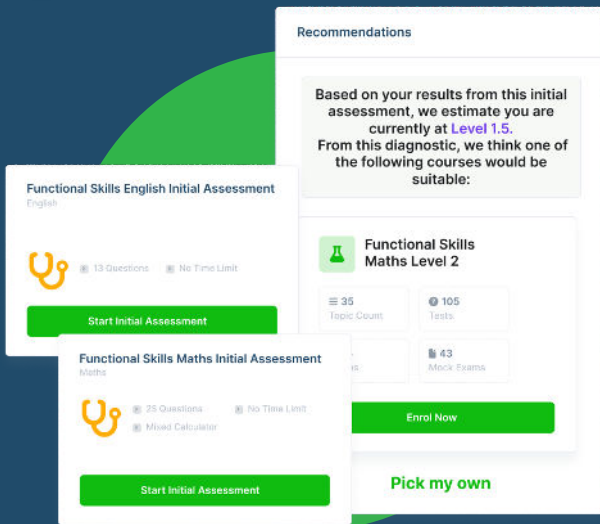 Recommendations
Based on your results from this initial
assessment, we estimate you are
currently at Level 1.5.
From this diagnostic, we think one of
the following courses would be
suitable:
Functional Skills English Initial Assessment
English
13 Questions
No Time Limit
Start Initial Assessment
Functional Skills
Maths Level 2
35
Topic Count
105
Tests
43
Mock Exams
Enrol Now
Pick my own
Functional Skills Maths Initial Assessment
Maths
25 Questions
No Time Limit
Mixed Calculator
Start Initial Assessment